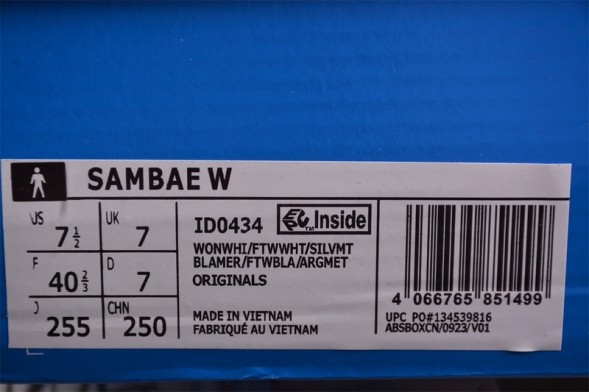 SAMBAE W
US 7 1/2 UK 7
F 40 2/3 D 7
J 255 CHN 250
ID0434 Inside
TM
WONWHI/FTWWHT/SILVMT
BLAMER/FTWBLA/ARGMET
ORIGINALS
MADE IN VIETNAM
FABRIQUÉ AU VIETNAM
4 066765 851499
UPC PO#134539816
ABSBOXCN/0923/V01